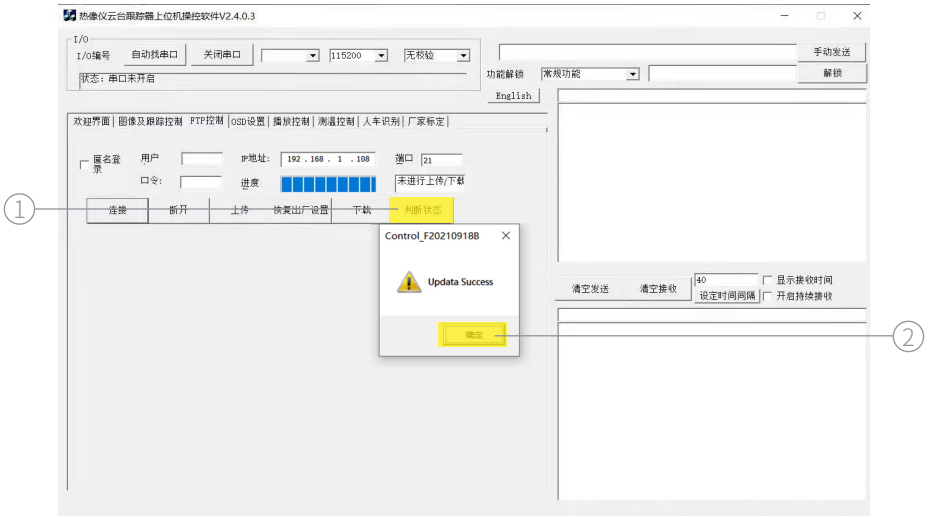 热像仪云台跟踪器上位机操控软件V2.4.0.3
I/O
I/O编号 自动找串口 关闭串口 115200 无校验
状态: 串口未开启
手动发送
功能解锁 常规功能 解锁
English
欢迎界面 图像及跟踪控制 FTP控制 OSD设置 播放控制 测温控制 人车识别 厂家标定
匿名登录 用户 IP地址: 192 . 168 . 1 . 108 端口 21
口令: 进度 未进行上传/下载
① 连接 断开 上传 恢复出厂设置 下载 判断状态
Control_F20210918B
Updata Success
确定 ②
清空发送 清空接收 40 显示接收时间
设定时间间隔 开启持续接收